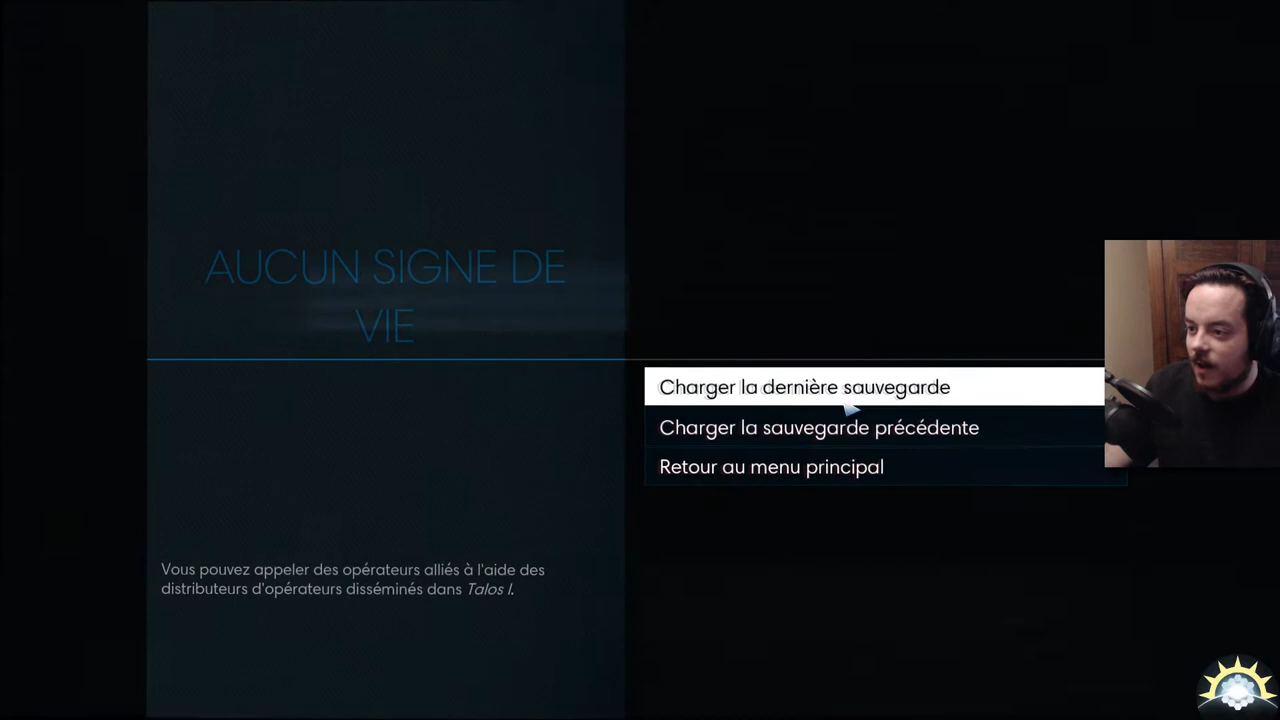 AUCUN SIGNE DE
VIE
Charger la dernière sauvegarde
Charger la sauvegarde précédente
Retour au menu principal
Vous pouvez appeler des opérateurs alliés à l'aide des
distributeurs d'opérateurs disséminés dans Talos I.